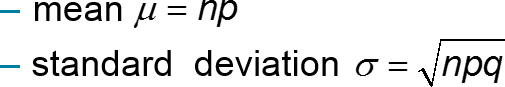 – mean μ = np
– standard deviation σ = √npq